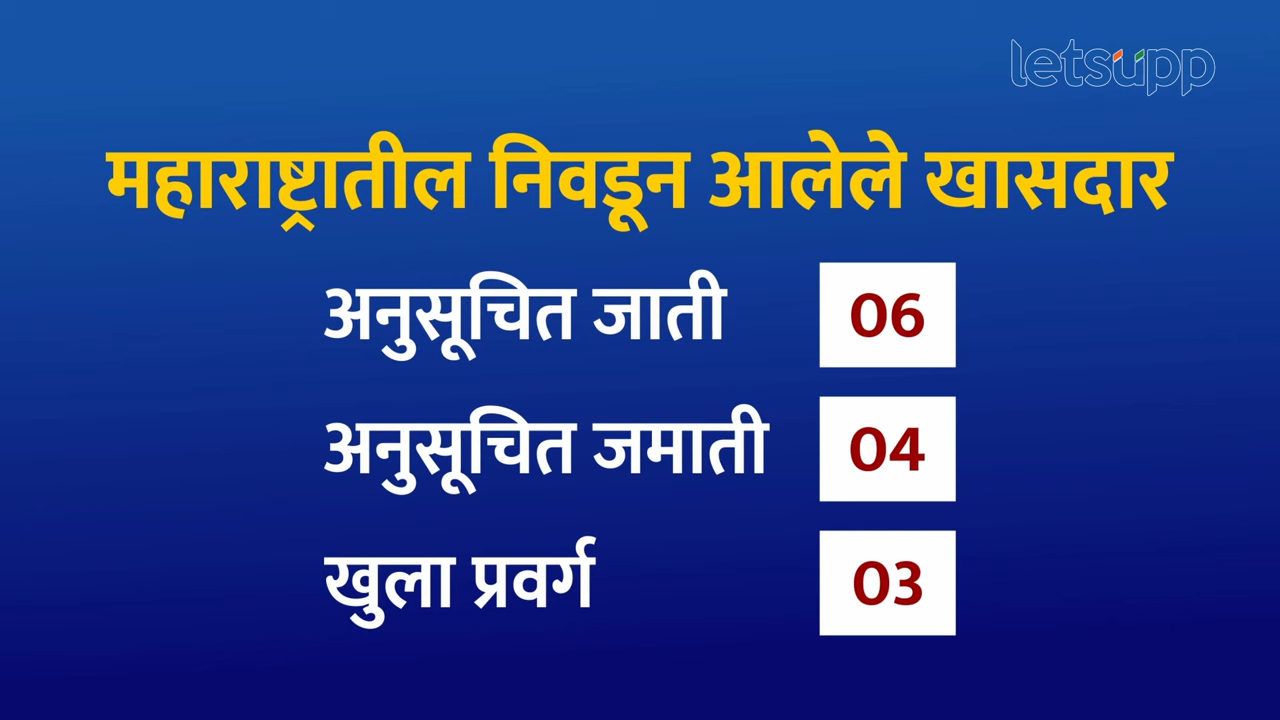 letsupp
महाराष्ट्रातील निवडून आलेले खासदार
अनुसूचित जाती 06
अनुसूचित जमाती 04
खुला प्रवर्ग 03